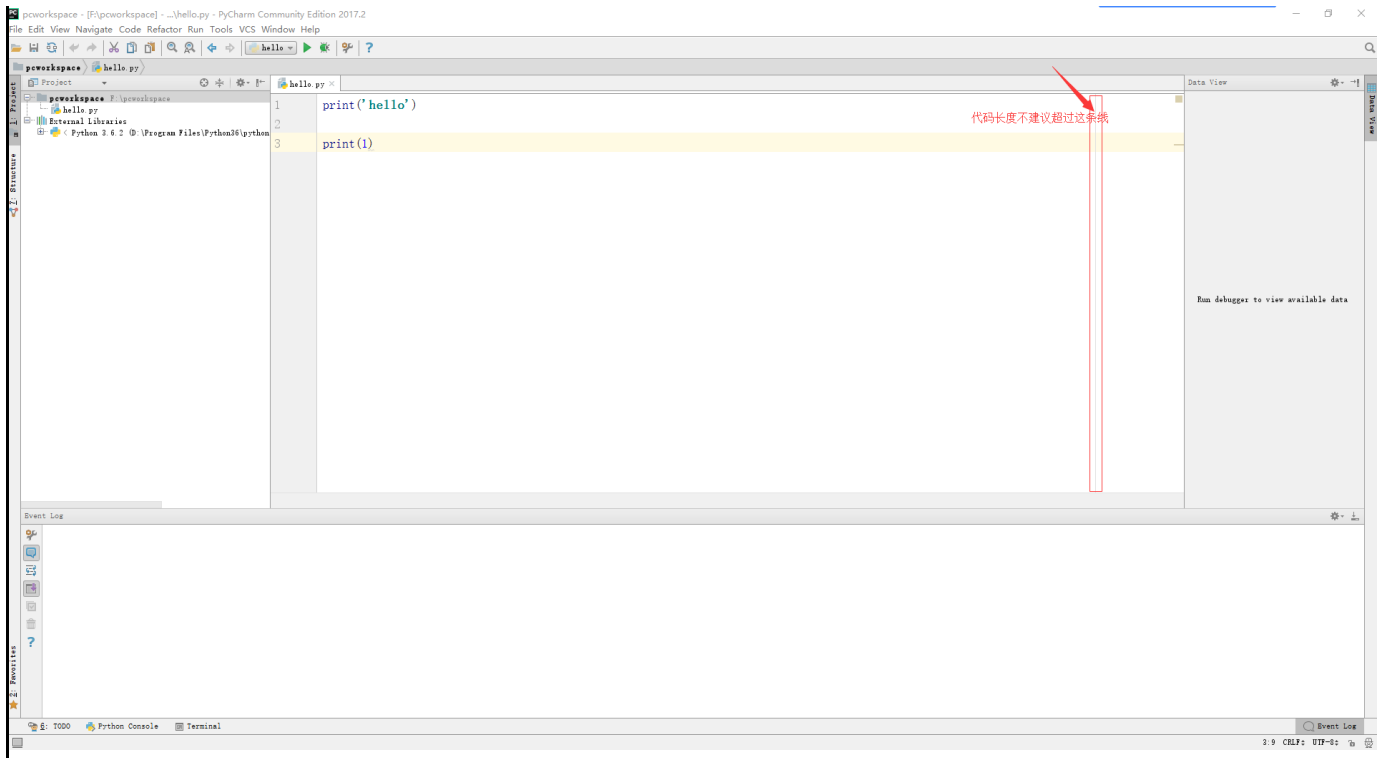 pcworkspace - [F:\pcworkspace] - ...\hello.py - PyCharm Community Edition 2017.2
File Edit View Navigate Code Refactor Run Tools VCS Window Help
hello
pcworkspace hello.py
Project
hello.py
Data View
pcworkspace F:\pcworkspace
hello.py
External Libraries
< Python 3.6.2 (D:\Program Files\Python36\python
1 print('hello')
2
3 print(1)
代码长度不建议超过这条线
Run debugger to view available data
1: Project
7: Structure
2: Favorites
Data View
Event Log
6: TODO Python Console Terminal
Event Log
3:9 CRLF: UTF-8: